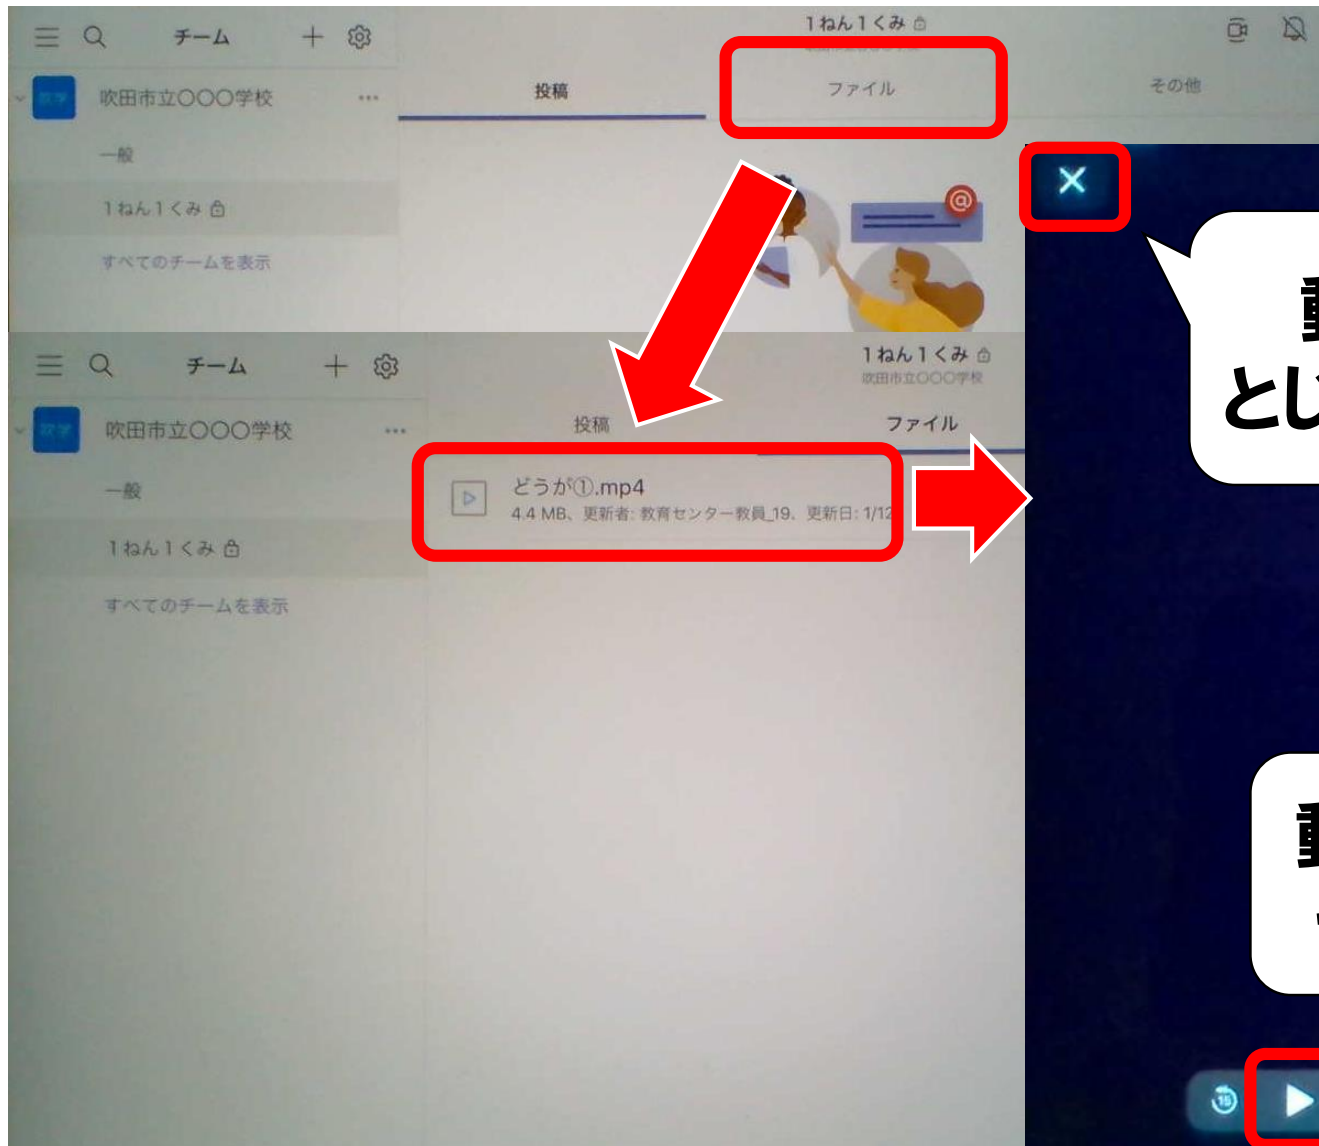 チーム
1ねん1くみ
吹田市立〇〇〇学校
投稿
ファイル
その他
一般
1ねん1くみ
すべてのチームを表示
チーム
1ねん1くみ
吹田市立〇〇〇学校
吹田市立〇〇〇学校
投稿
ファイル
一般
どうが①.mp4
4.4 MB、更新者: 教育センター教員_19、更新日: 1/12
1ねん1くみ
すべてのチームを表示
動
とじ
動
15